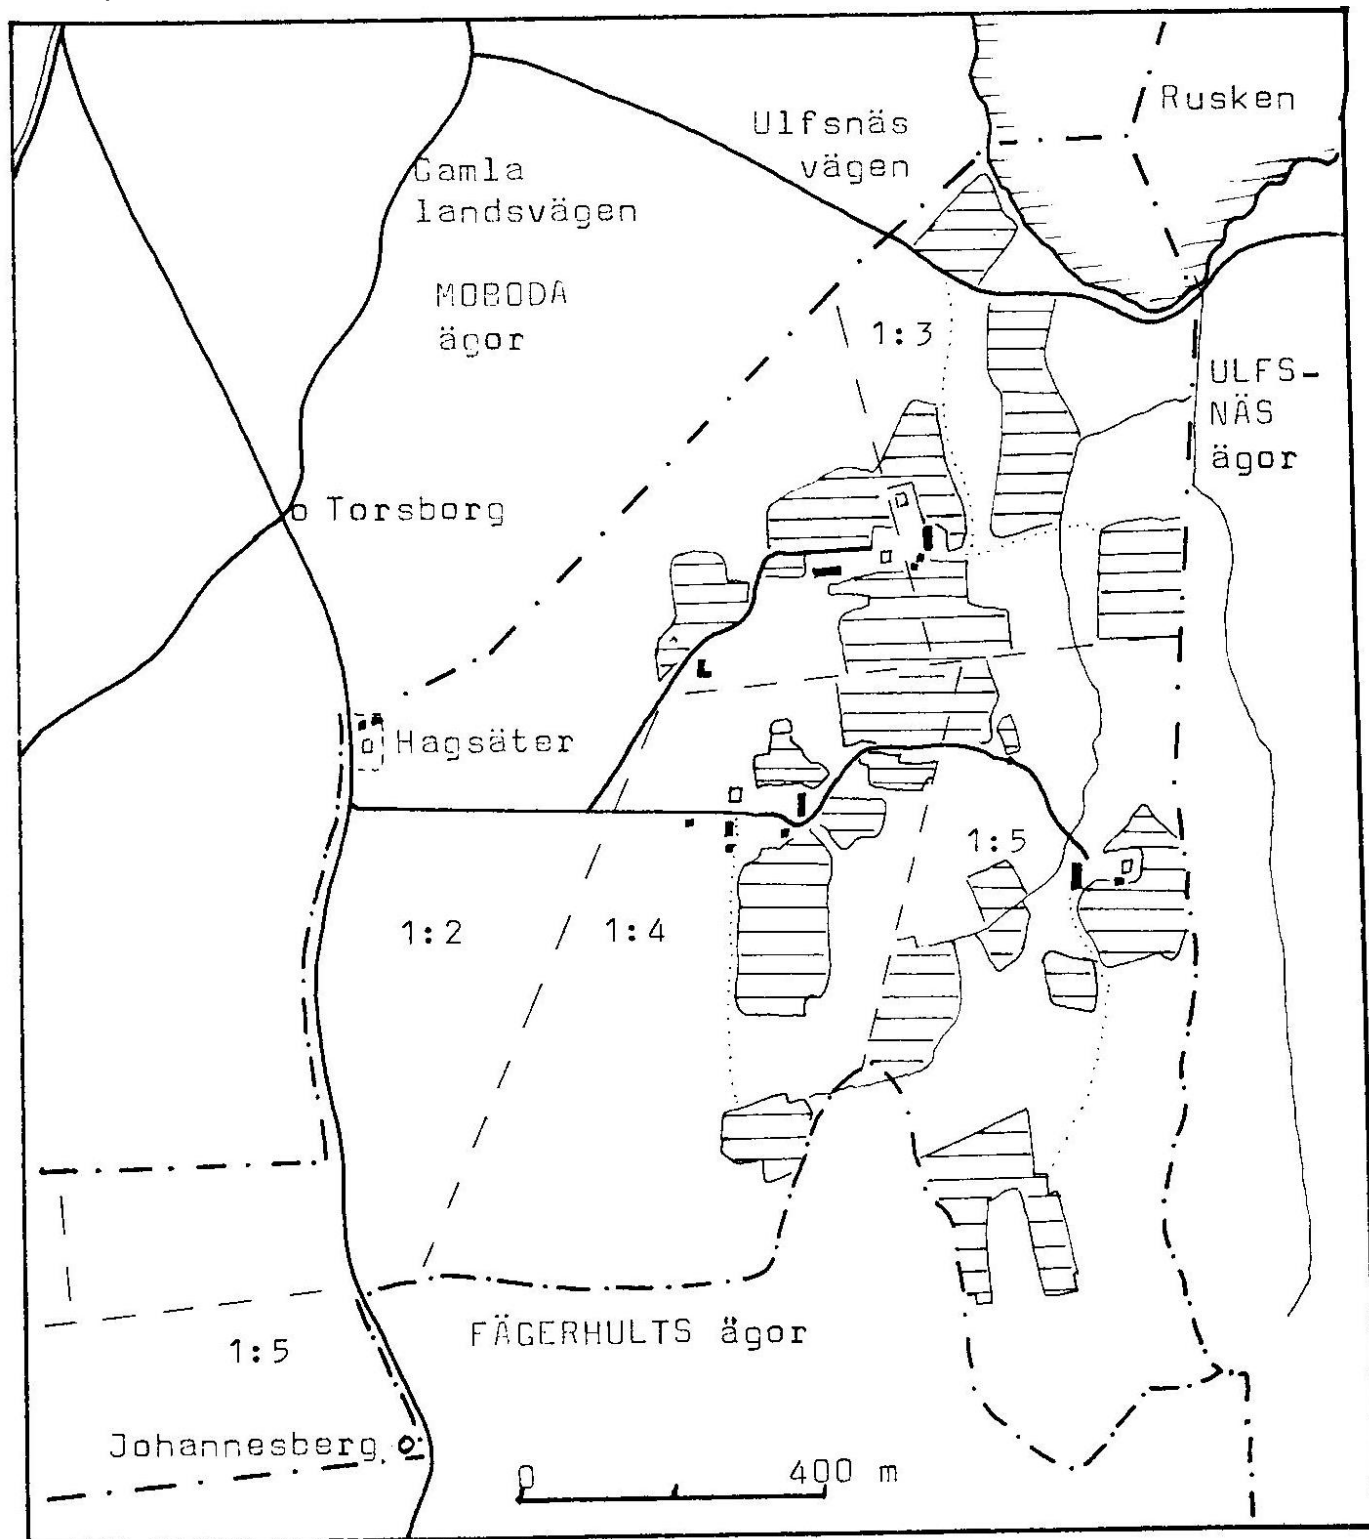 Rusken
Ulfsnäs
vägen
Gamla
landsvägen
MOBODA
ägor
1:3
ULFS-
NÄS
ägor
Torsborg
Hagsäter
1:5
1:2
1:4
FÄGERHULTS ägor
1:5
Johannesberg
0
400 m